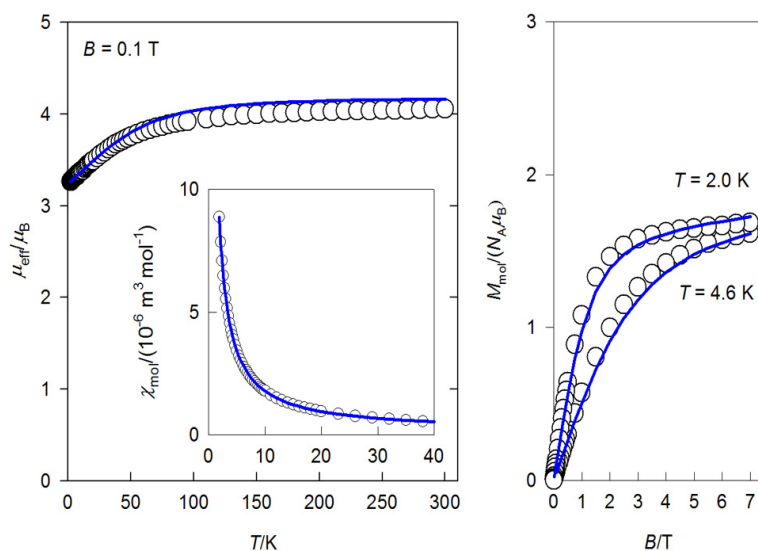 B = 0.1 T
μeff/μB
5
4
3
2
1
0
0 50 100 150 200 250 300
T/K
χmol/(10-6 m3 mol-1)
10
5
0
0 10 20 30 40
Mmol/(NAμB)
3
2
1
0
T = 2.0 K
T = 4.6 K
0 1 2 3 4 5 6 7
B/T